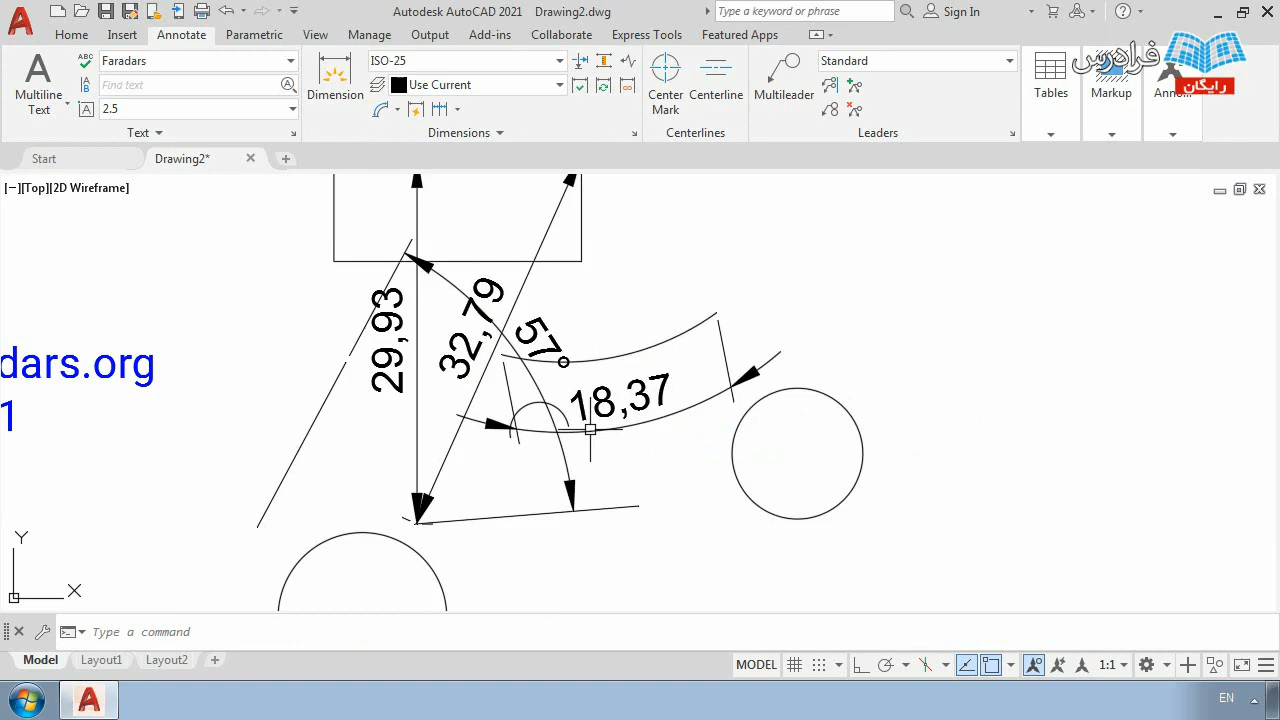 Autodesk AutoCAD 2021 Drawing2.dwg
Type a keyword or phrase
Sign In
Home Insert Annotate Parametric View Manage Output Add-ins Collaborate Express Tools Featured Apps
فرادرس
رایگان
Faradars
ISO-25
Standard
Find text
Use Current
Multiline
Text
2.5
Dimension
Center
Mark
Centerline
Multileader
Tables
Markup
Text
Dimensions
Centerlines
Leaders
Start
Drawing2*
[−][Top][2D Wireframe]
29,93
32,79
57°
18,37
dars.org
1
Y
X
Type a command
Model Layout1 Layout2
MODEL
1:1
EN